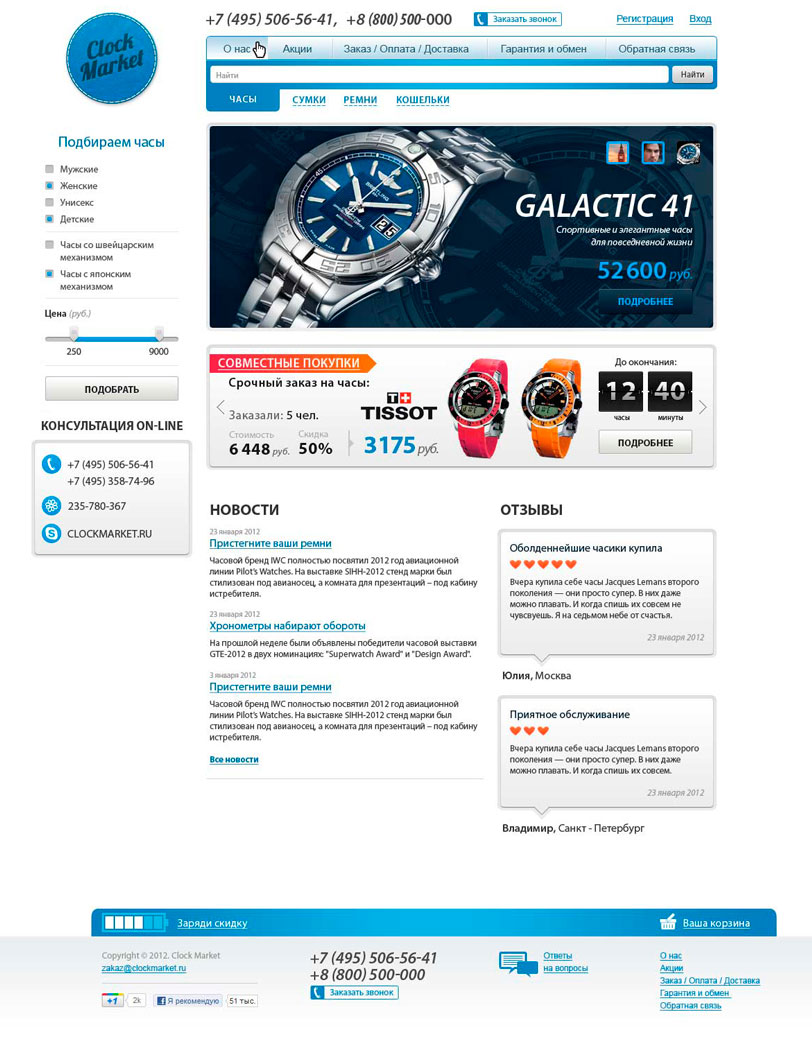 Clock
Market
+7 (495) 506-56-41, +8 (800) 500-000
Заказать звонок
Регистрация Вход
О нас Акции Заказ / Оплата / Доставка Гарантия и обмен Обратная связь
Найти Найти
ЧАСЫ СУМКИ РЕМНИ КОШЕЛЬКИ
Подбираем часы
Мужские
Женские
Унисекс
Детские
Часы со швейцарским
механизмом
Часы с японским
механизмом
Цена (руб.)
250 9000
ПОДОБРАТЬ
КОНСУЛЬТАЦИЯ ON-LINE
+7 (495) 506-56-41
+7 (495) 358-74-96
235-780-367
CLOCKMARKET.RU
BREITLING
GALACTIC 41
Спортивные и элегантные часы
для повседневной жизни
52 600 руб.
ПОДРОБНЕЕ
СОВМЕСТНЫЕ ПОКУПКИ
Срочный заказ на часы:
Заказали: 5 чел.
Стоимость Скидка
6 448 руб. 50%
TISSOT
3175 руб.
До окончания:
12 40
часы минуты
ПОДРОБНЕЕ
НОВОСТИ
23 января 2012
Пристегните ваши ремни
Часовой бренд IWC полностью посвятил 2012 год авиационной
линии Pilot's Watches. На выставке SIHH-2012 стенд марки был
стилизован под авианосец, а комната для презентаций – под кабину
истребителя.
23 января 2012
Хронометры набирают обороты
На прошлой неделе были объявлены победители часовой выставки
GTE-2012 в двух номинациях: "Superwatch Award" и "Design Award".
3 января 2012
Пристегните ваши ремни
Часовой бренд IWC полностью посвятил 2012 год авиационной
линии Pilot's Watches. На выставке SIHH-2012 стенд марки был
стилизован под авианосец, а комната для презентаций – под кабину
истребителя.
Все новости
ОТЗЫВЫ
Оболденнейшие часики купила
Вчера купила себе часы Jacques Lemans второго
поколения — они просто супер. В них даже
можно плавать. И когда спишь их совсем не
чувсвуешь. Я на седьмом небе от счастья.
23 января 2012
Юлия, Москва
Приятное обслуживание
Вчера купила себе часы Jacques Lemans второго
поколения — они просто супер. В них даже
можно плавать. И когда спишь их совсем.
23 января 2012
Владимир, Санкт - Петербург
Заряди скидку
Ваша корзина
Copyright © 2012. Clock Market
zakaz@clockmarket.ru
+1 2k Я рекомендую 51 тыс.
+7 (495) 506-56-41
+8 (800) 500-000
Заказать звонок
Ответы
на вопросы
О нас
Акции
Заказ / Оплата / Доставка
Гарантия и обмен
Обратная связь